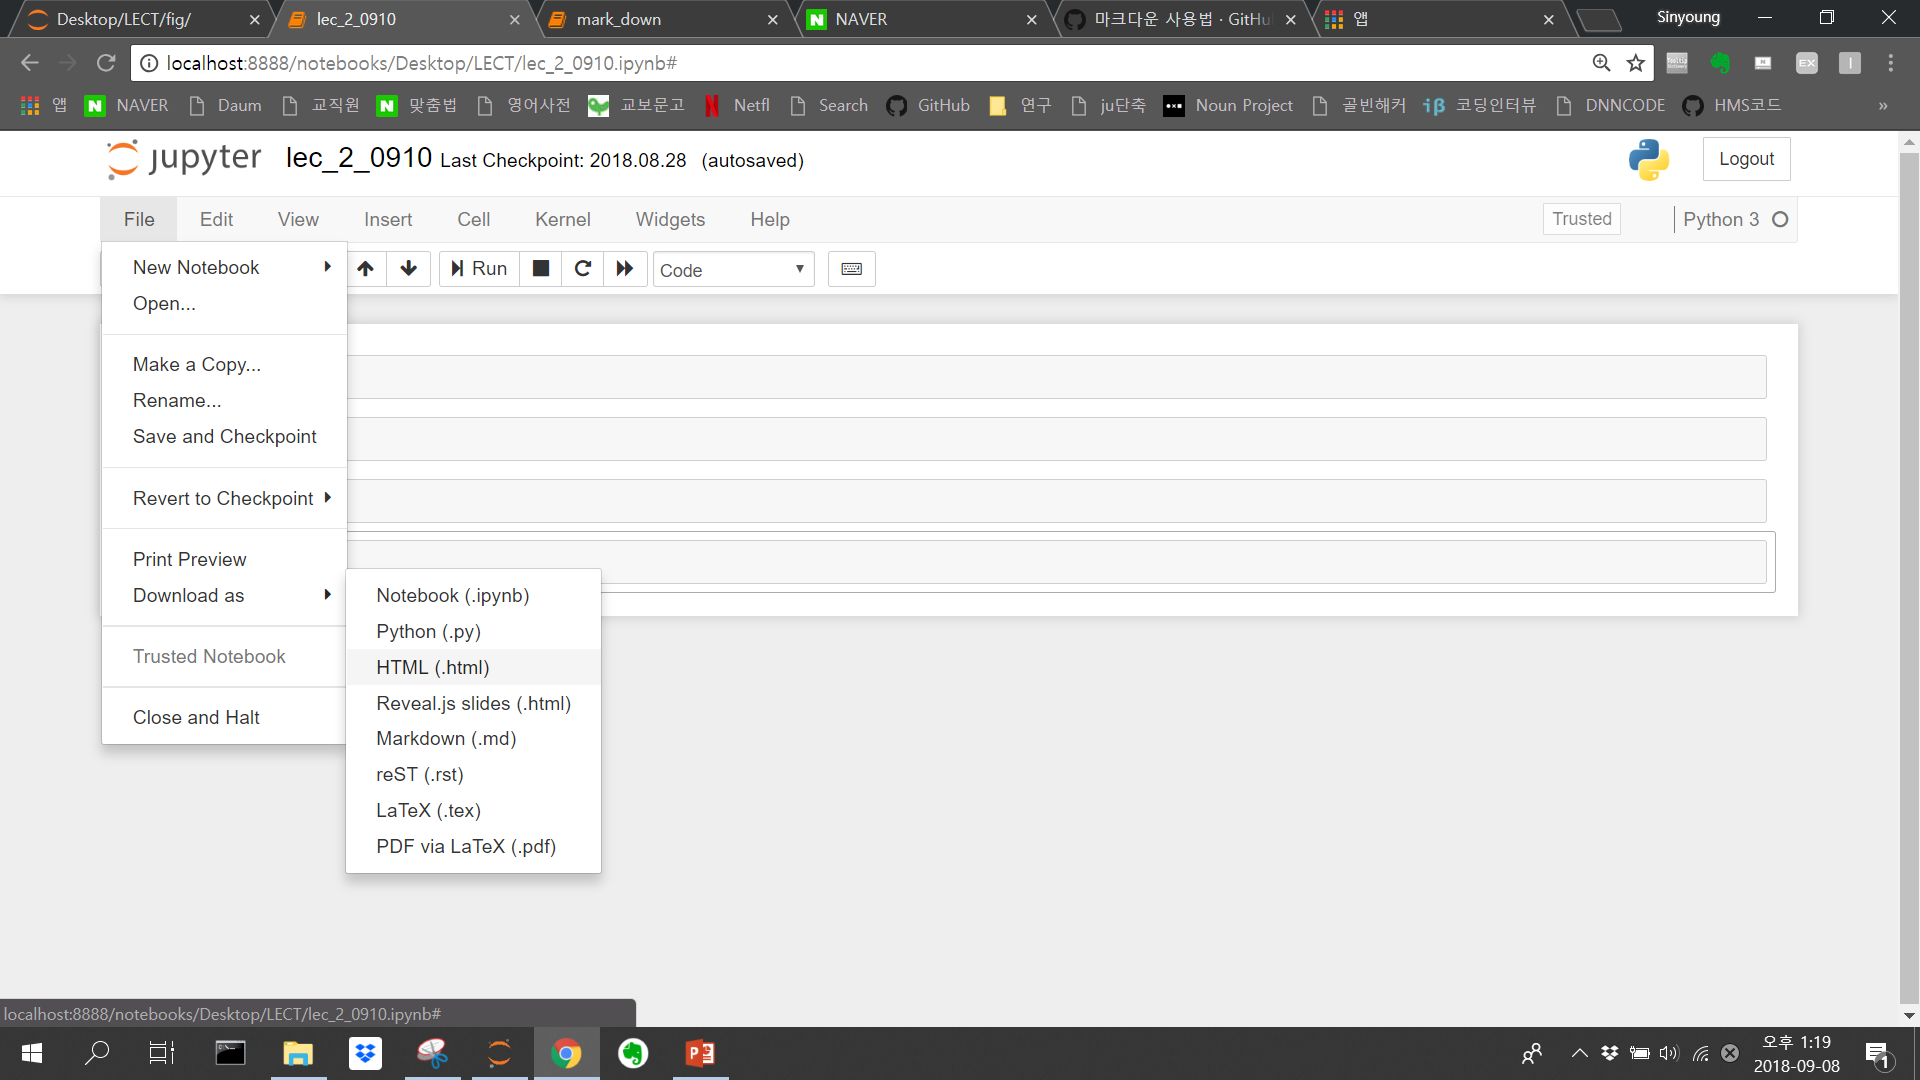 Desktop/LECT/fig/
lec_2_0910
mark_down
NAVER
마크다운 사용법 · GitHu
앱
Sinyoung
localhost:8888/notebooks/Desktop/LECT/lec_2_0910.ipynb#
앱 NAVER Daum 교직원 맞춤법 영어사전 교보문고 Netfl Search GitHub 연구 ju단축 Noun Project 골빈해커 코딩인터뷰 DNNCODE HMS코드 »
jupyter lec_2_0910 Last Checkpoint: 2018.08.28 (autosaved)
Logout
File Edit View Insert Cell Kernel Widgets Help
Trusted
Python 3
Run
Code
New Notebook
Open...
Make a Copy...
Rename...
Save and Checkpoint
Revert to Checkpoint
Print Preview
Download as
Trusted Notebook
Close and Halt
Notebook (.ipynb)
Python (.py)
HTML (.html)
Reveal.js slides (.html)
Markdown (.md)
reST (.rst)
LaTeX (.tex)
PDF via LaTeX (.pdf)
localhost:8888/notebooks/Desktop/LECT/lec_2_0910.ipynb#
오후 1:19
2018-09-08
1